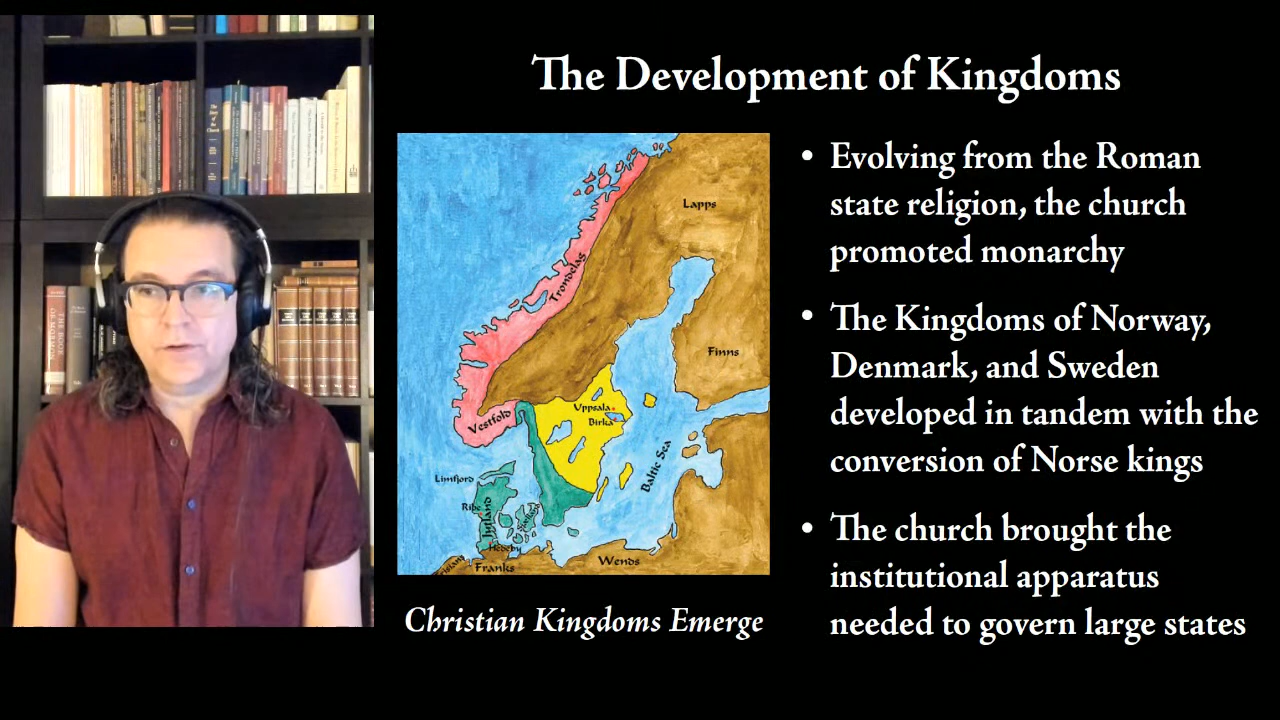 The Development of Kingdoms
Lapps
Trondelag
Finns
Vestfold
Uppsala
Birka
Baltic Sea
Limfjord
Ribe
Jutland
Hedeby
Franks
Wends
Christian Kingdoms Emerge
• Evolving from the Roman
state religion, the church
promoted monarchy
• The Kingdoms of Norway,
Denmark, and Sweden
developed in tandem with the
conversion of Norse kings
• The church brought the
institutional apparatus
needed to govern large states